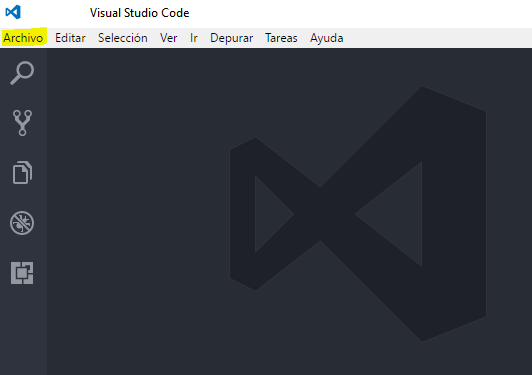 Visual Studio Code
Archivo Editar Selección Ver Ir Depurar Tareas Ayuda